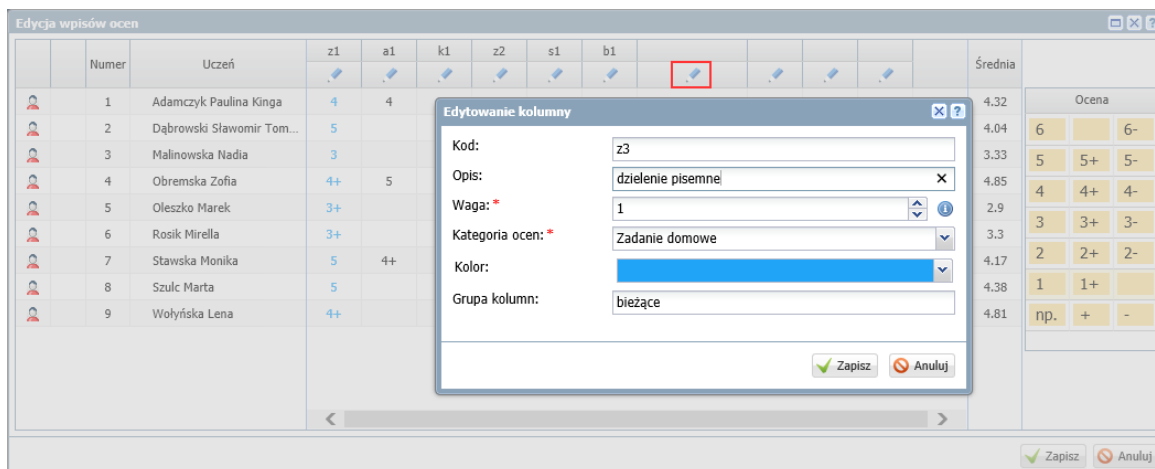 Edycja wpisów ocen
Numer Uczeń z1 a1 k1 z2 s1 b1 Średnia
Ocena
1 Adamczyk Paulina Kinga 4 4 4.32
2 Dąbrowski Sławomir Tom... 5 4.04
3 Malinowska Nadia 3 3.33
4 Obremska Zofia 4+ 5 4.85
5 Oleszko Marek 3+ 2.9
6 Rosik Mirella 3+ 3.3
7 Stawska Monika 5 4+ 4.17
8 Szulc Marta 5 4.38
9 Wołyńska Lena 4+ 4.81
Edytowanie kolumny
Kod: z3
Opis: dzielenie pisemne
Waga: * 1
Kategoria ocen: * Zadanie domowe
Kolor:
Grupa kolumn: bieżące
Zapisz Anuluj
6 6-
5 5+ 5-
4 4+ 4-
3 3+ 3-
2 2+ 2-
1 1+
np. + -
Zapisz Anuluj